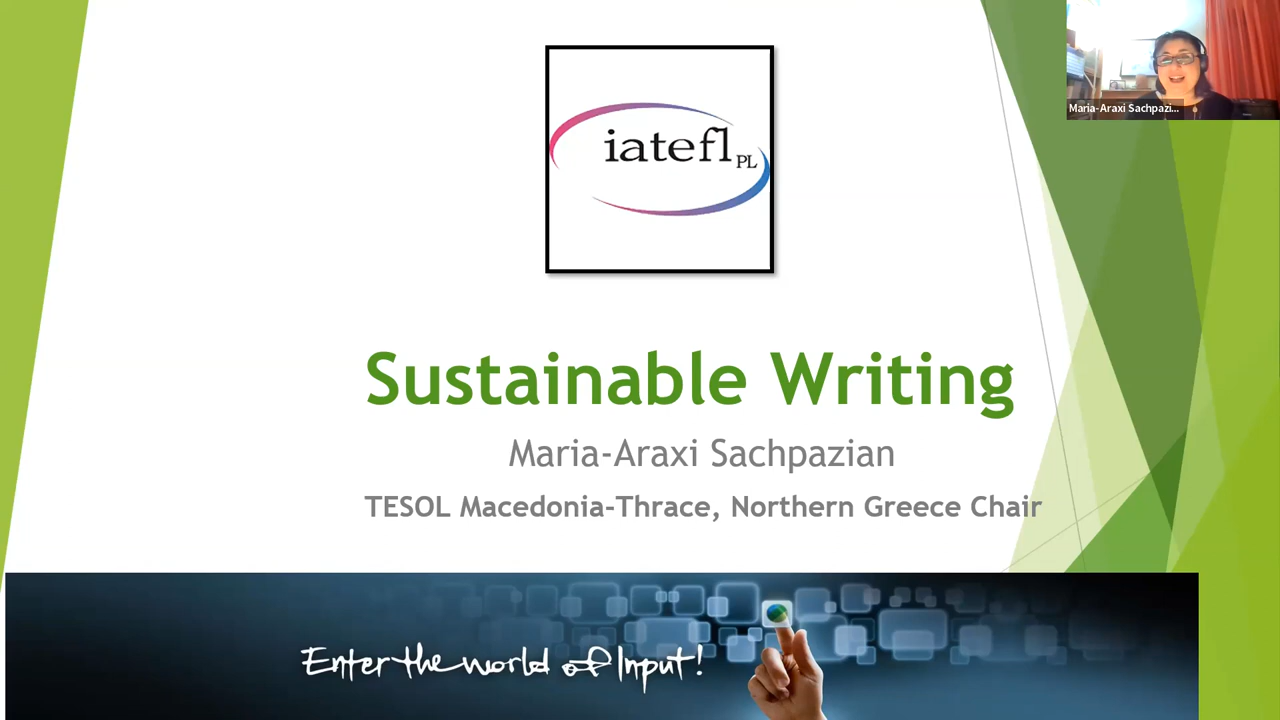 Maria-Araxi Sachpazi...
iatefl PL
Sustainable Writing
Maria-Araxi Sachpazian
TESOL Macedonia-Thrace, Northern Greece Chair
Enter the world of Input!